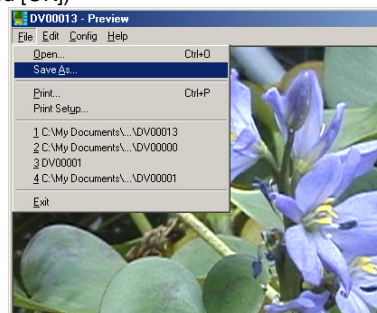 DV00013 - Preview
File Edit Config Help
Open... Ctrl+O
Save As...
Print... Ctrl+P
Print Setup...
1 C:\My Documents\...\DV00013
2 C:\My Documents\...\DV00000
3 DV00001
4 C:\My Documents\...\DV00001
Exit